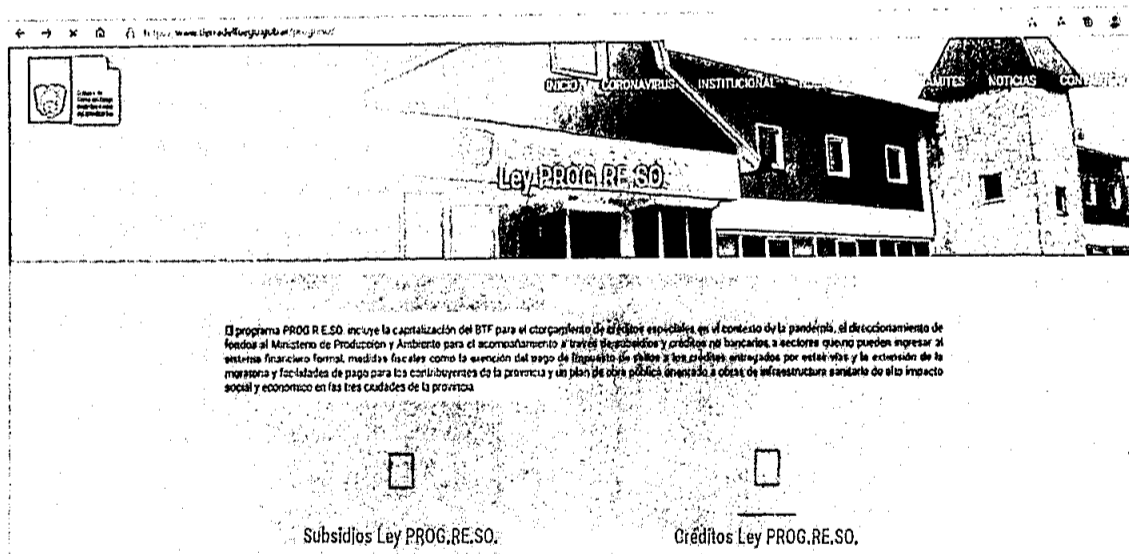 https://www.tierradelfuego.gob.ar/progreso/
INICIO CORONAVIRUS INSTITUCIONAL NOTICIAS
Ley PROG.RE.SO.
El programa PROG.R.E.SO. incluye la capitalización del BTF para el otorgamiento de créditos especiales, en el contexto de la pandemia, el direccionamiento de
fondos al Ministerio de Producción y Ambiente para el acompañamiento a través de subsidios y créditos no bancarios, a sectores que no pueden ingresar al
sistema financiero formal, medidas fiscales como la exención del pago de Impuesto de Sellos a los créditos entregados por estas vías y la extensión de la
moratoria y facilidades de pago para los contribuyentes de la provincia y un plan de obra pública orientado a obras de infraestructura sanitaria de alto impacto
social y económico en las tres ciudades de la provincia
Subsidios Ley PROG.RE.SO.
Créditos Ley PROG.RE.SO.